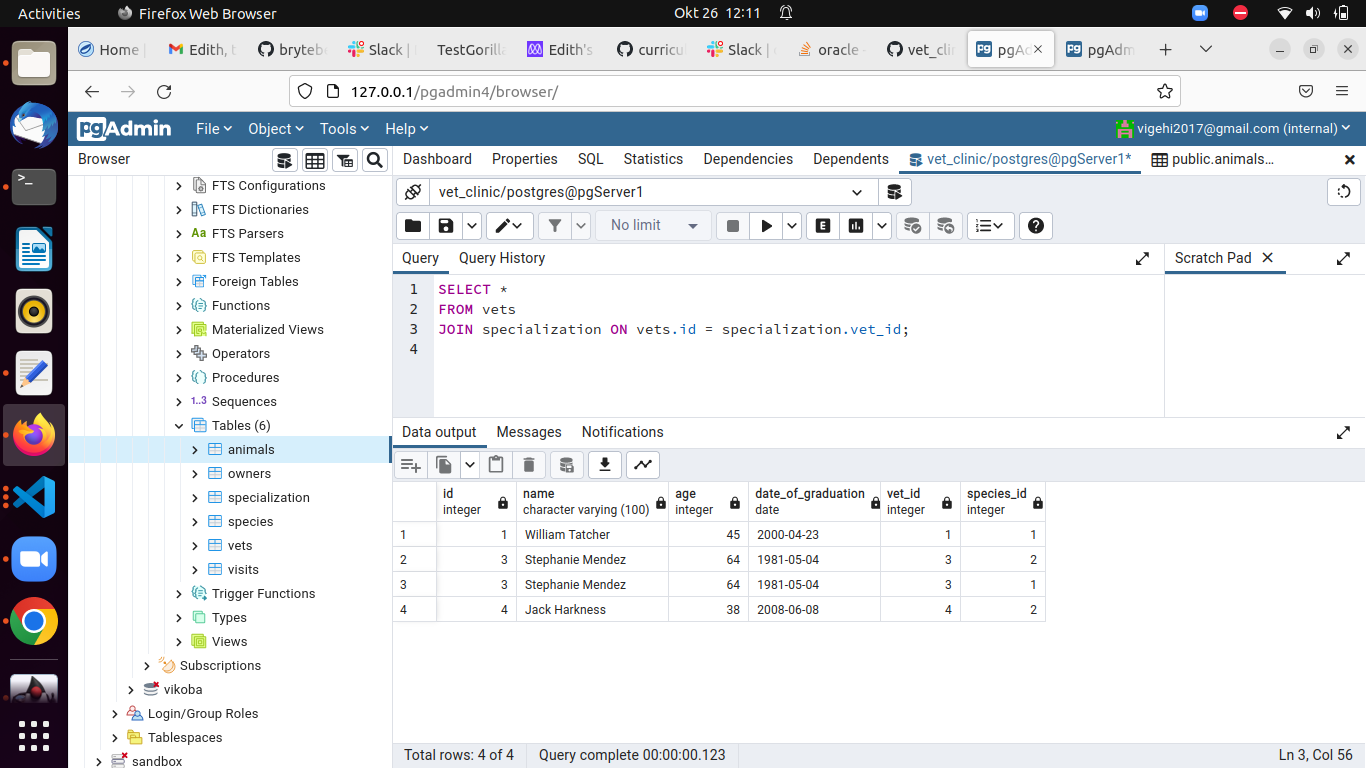 Activities
Firefox Web Browser
Okt 26 12:11
Home
Edith, t
bryteb
Slack |
TestGorilla
Edith's
curricu
Slack |
oracle
vet_clin
pgAd
pgAdm
127.0.0.1/pgadmin4/browser/
pgAdmin
File
Object
Tools
Help
vigehi2017@gmail.com (internal)
Browser
Dashboard
Properties
SQL
Statistics
Dependencies
Dependents
vet_clinic/postgres@pgServer1*
public.animals...
FTS Configurations
FTS Dictionaries
FTS Parsers
FTS Templates
Foreign Tables
Functions
Materialized Views
Operators
Procedures
1..3 Sequences
Tables (6)
animals
owners
specialization
species
vets
visits
Trigger Functions
Types
Views
Subscriptions
vikoba
Login/Group Roles
Tablespaces
sandbox
vet_clinic/postgres@pgServer1
No limit
E
Query
Query History
Scratch Pad
1 SELECT *
2 FROM vets
3 JOIN specialization ON vets.id = specialization.vet_id;
4
Data output
Messages
Notifications
id integer
name character varying (100)
age integer
date_of_graduation date
vet_id integer
species_id integer
1 1 William Tatcher 45 2000-04-23 1 1
2 3 Stephanie Mendez 64 1981-05-04 3 2
3 3 Stephanie Mendez 64 1981-05-04 3 1
4 4 Jack Harkness 38 2008-06-08 4 2
Total rows: 4 of 4
Query complete 00:00:00.123
Ln 3, Col 56